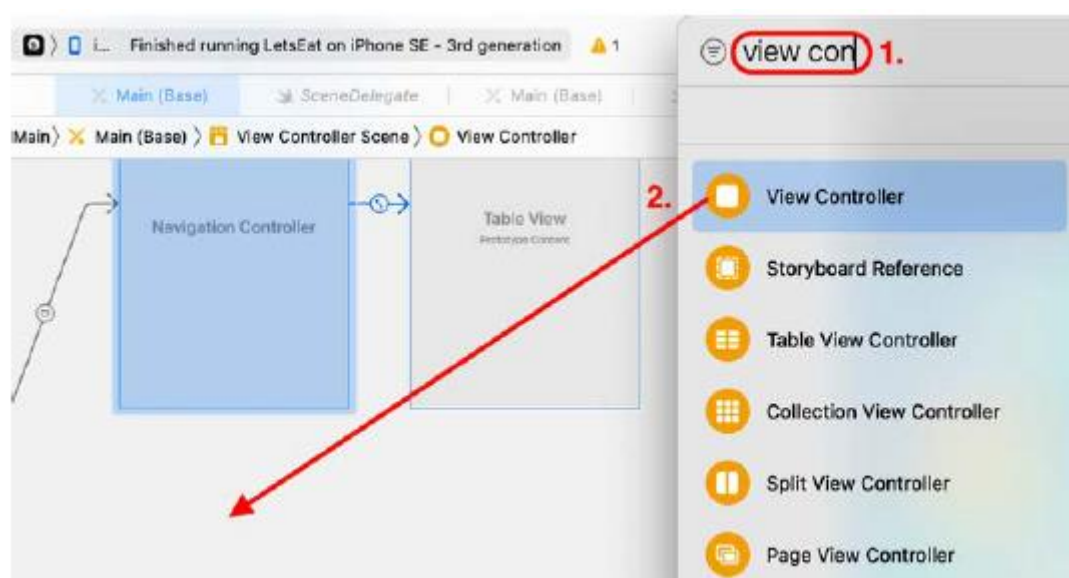 i... Finished running LetsEat on iPhone SE - 3rd generation 1
Main (Base) SceneDelegate Main (Base)
Main) Main (Base) View Controller Scene View Controller
Navigation Controller
Table View
Prototype Content
view con 1.
2.
View Controller
Storyboard Reference
Table View Controller
Collection View Controller
Split View Controller
Page View Controller